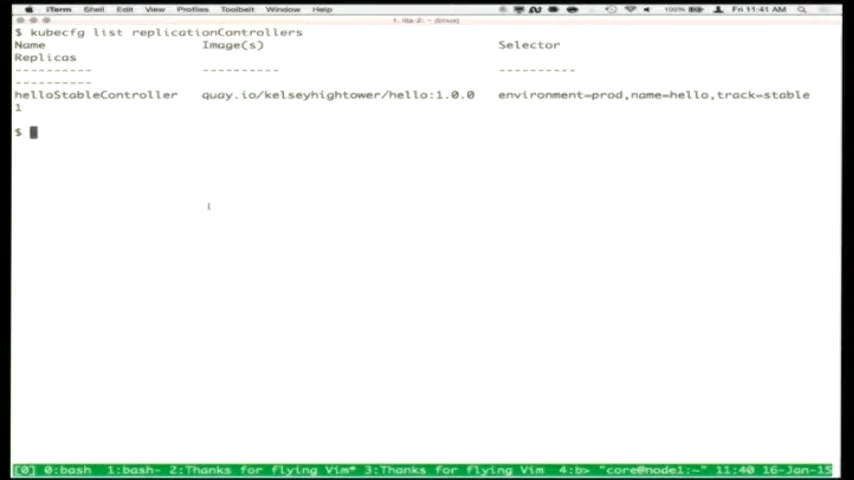 iTerm Shell Edit View Profiles Toolbelt Window Help 100% Fri 11:41 AM
$ kubecfg list replicationControllers
Name Image(s) Selector
Replicas
---------- ---------- ----------
----------
helloStableController quay.io/kelseyhightower/hello:1.0.0 environment=prod,name=hello,track=stable
1
$
[0] 0:bash 1:bash- 2:Thanks for flying Vim* 3:Thanks for flying Vim 4:b> "core@node1:~" 11:40 16-Jan-15